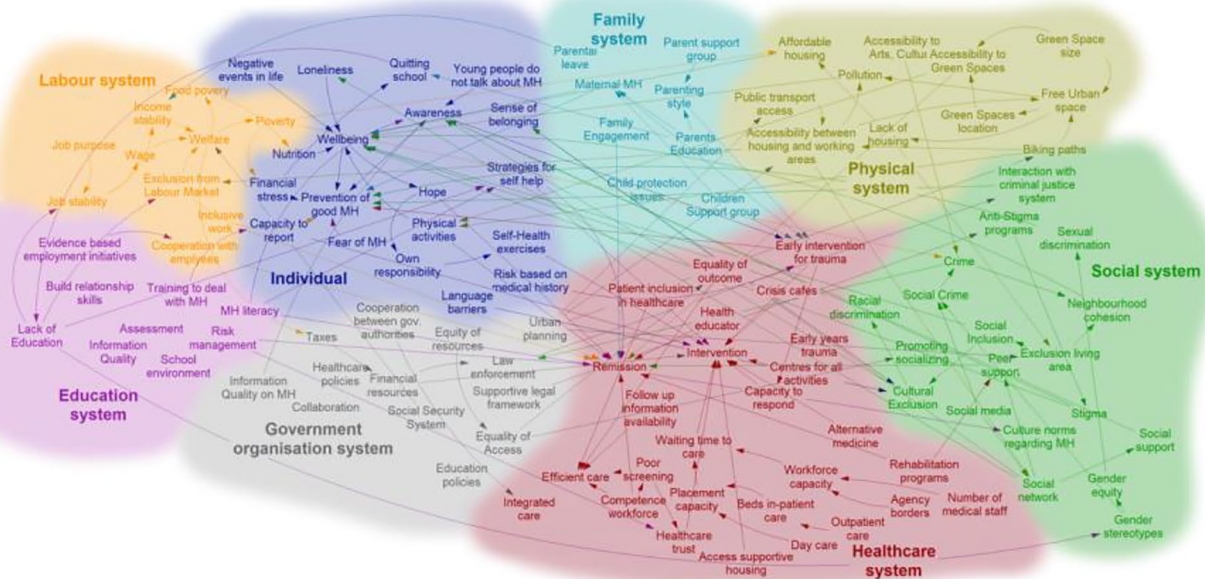 Labour system
Food povery
Income
stability
Poverty
Job purpose
Welfare
Wage
Exclusion from
Labour Market
Job stability
Inclusive
work
Cooperation with
emplyees
Negative
events in life
Loneliness
Quitting
school
Young people do
not talk about MH
Awareness
Sense of
belonging
Wellbeing
Nutrition
Strategies for
self help
Financial
stress
Prevention of
good MH
Hope
Capacity to
report
Physical
activities
Fear of MH
Self-Health
exercises
Own
responsibility
Individual
Risk based on
medical history
Language
barriers
Family
system
Parental
leave
Parent support
group
Maternal MH
Parenting
style
Family
Engagement
Parents
Education
Child protection
issues
Children
Support group
Affordable
housing
Accessibility to
Arts, Cultu
Accessibility to
Green Spaces
Green Space
size
Pollution
Public transport
access
Free Urban
space
Green Spaces
location
Accessibility between
housing and working
areas
Lack of
housing
Biking paths
Physical
system
Interaction with
criminal justice
system
Anti-Stigma
programs
Sexual
discrimination
Crime
Social system
Racial
discrimination
Social Crime
Neighbourhood
cohesion
Social
Inclusion
Promoting
socializing
Peer
support
Exclusion living
area
Cultural
Exclusion
Social media
Stigma
Culture norms
regarding MH
Social
support
Social
network
Gender
equity
Gender
stereotypes
Evidence based
employment initiatives
Build relationship
skills
Training to deal
with MH
MH literacy
Lack of
Education
Assessment
Risk
management
Information
Quality
School
environment
Education
system
Cooperation
between gov.
authorities
Taxes
Equity of
resources
Urban
planning
Law
enforcement
Healthcare
policies
Financial
resources
Information
Quality on MH
Supportive legal
framework
Collaboration
Social Security
System
Government
organisation system
Equality of
Access
Education
policies
Integrated
care
Early intervention
for trauma
Equality of
outcome
Patient inclusion
in healthcare
Crisis cafes
Health
educator
Early years
trauma
Intervention
Remission
Centres for all
activities
Capacity to
respond
Follow up
information
availability
Alternative
medicine
Waiting time to
care
Efficient care
Poor
screening
Workforce
capacity
Rehabilitation
programs
Placement
capacity
Competence
workforce
Beds in-patient
care
Agency
borders
Number of
medical staff
Outpatient
care
Healthcare
trust
Day care
Access supportive
housing
Healthcare
system